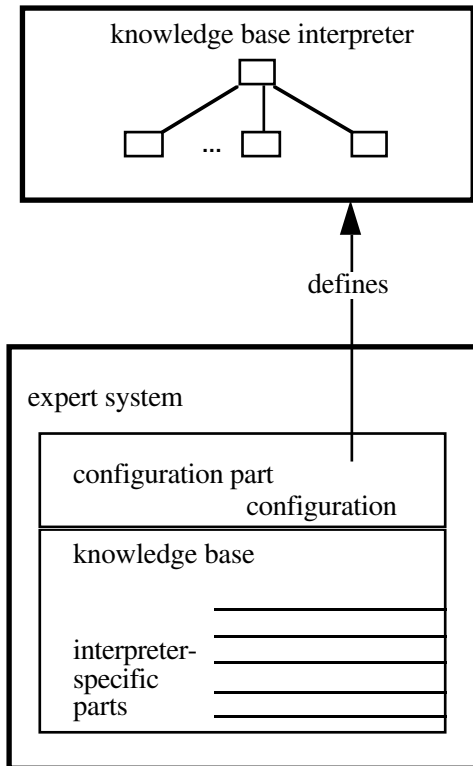 knowledge base interpreter
...
defines
expert system
configuration part
configuration
knowledge base
interpreter-
specific
parts